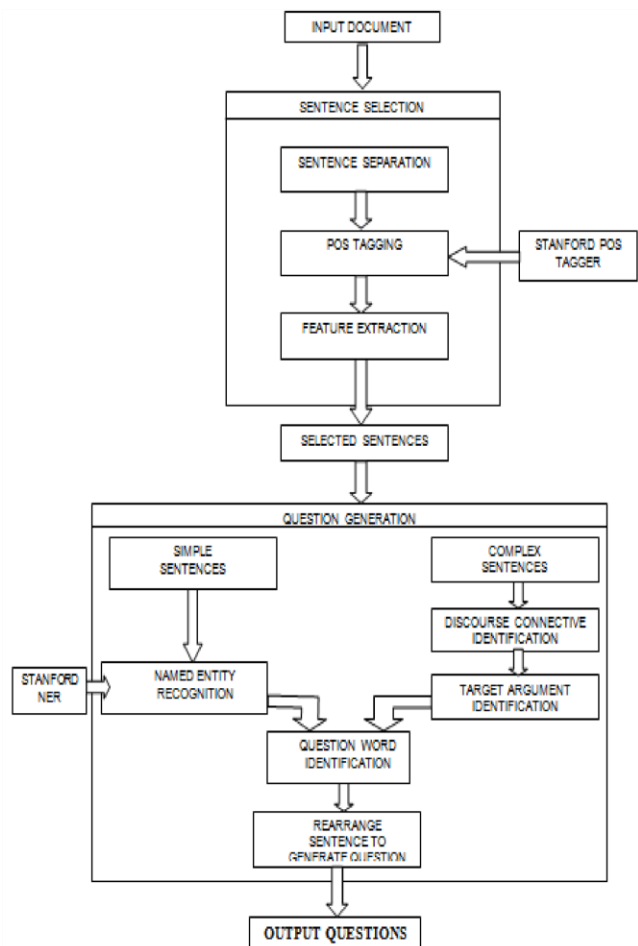 INPUT DOCUMENT
SENTENCE SELECTION
SENTENCE SEPARATION
POS TAGGING
STANFORD POS
TAGGER
FEATURE EXTRACTION
SELECTED SENTENCES
QUESTION GENERATION
SIMPLE
SENTENCES
COMPLEX
SENTENCES
DISCOURSE CONNECTIVE
IDENTIFICATION
STANFORD
NER
NAMED ENTITY
RECOGNITION
TARGET ARGUMENT
IDENTIFICATION
QUESTION WORD
IDENTIFICATION
REARRANGE
SENTENCE TO
GENERATE QUESTION
OUTPUT QUESTIONS